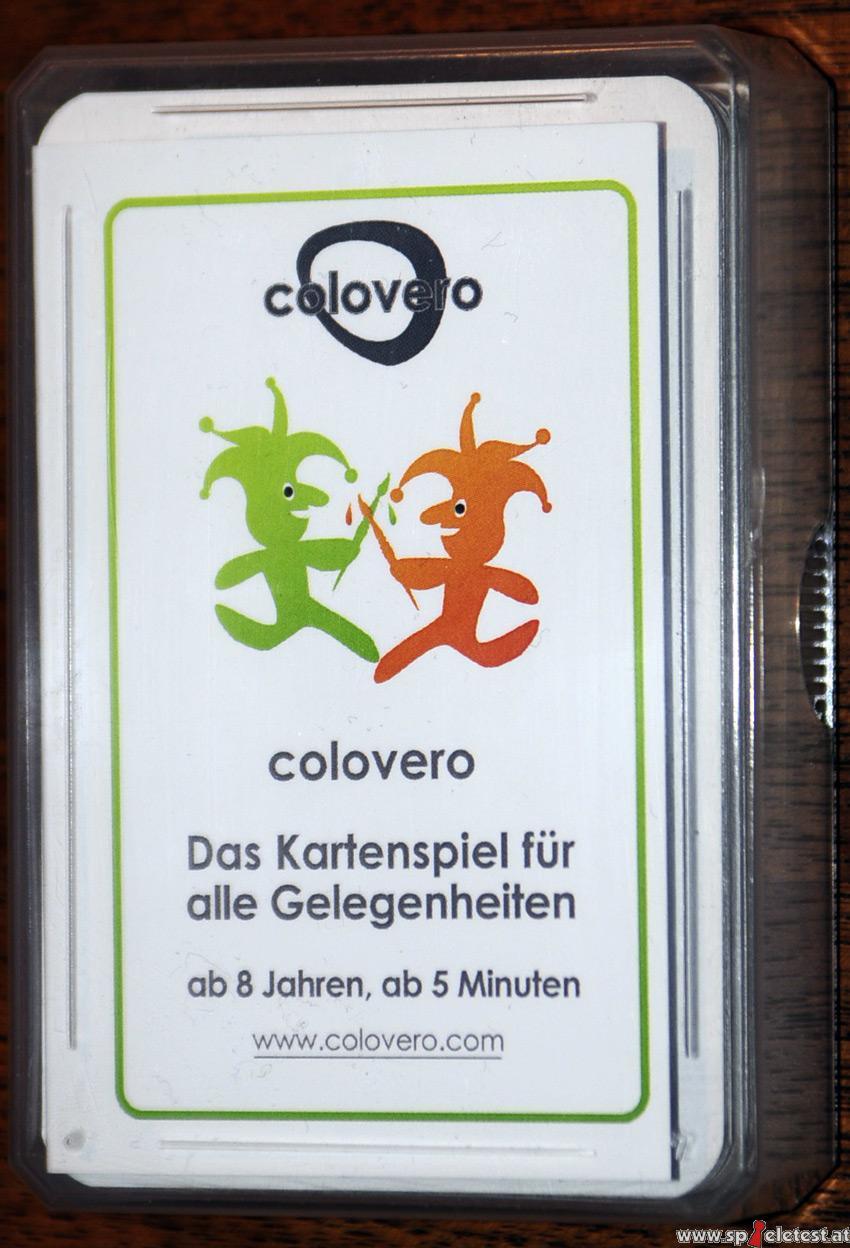 colovero
colovero
Das Kartenspiel für
alle Gelegenheiten
ab 8 Jahren, ab 5 Minuten
www.colovero.com
www.spieletest.at